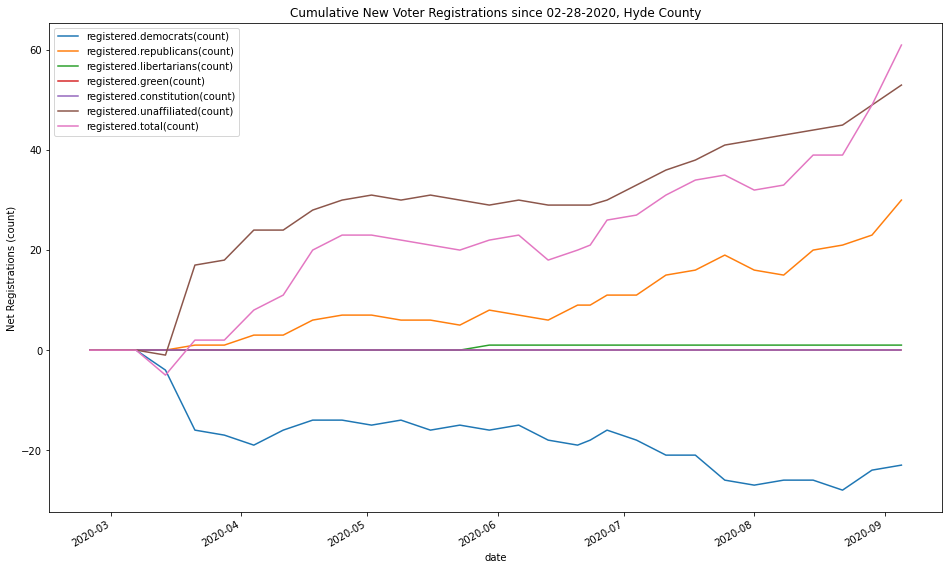 Cumulative New Voter Registrations since 02-28-2020, Hyde County
registered.democrats(count)
registered.republicans(count)
registered.libertarians(count)
registered.green(count)
registered.constitution(count)
registered.unaffiliated(count)
registered.total(count)
Net Registrations (count)
60
40
20
0
−20
2020-03
2020-04
2020-05
2020-06
2020-07
2020-08
2020-09
date